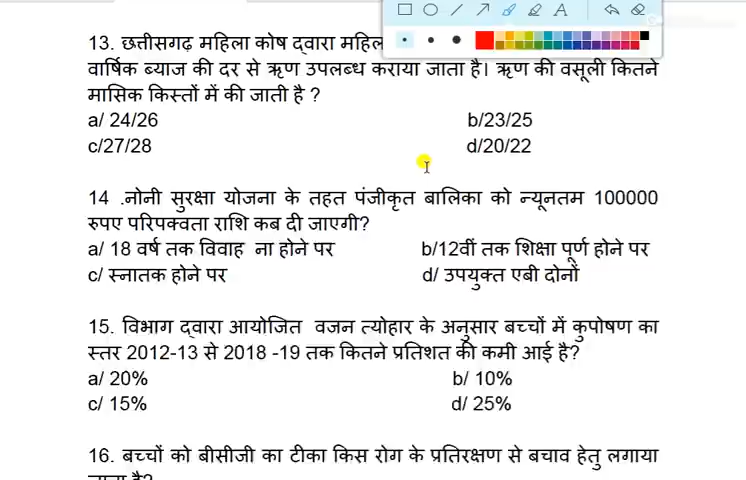 13. छत्तीसगढ़ महिला कोष द्वारा
वार्षिक ब्याज की दर से ऋण उपलब्ध कराया जाता है। ऋण की वसूली कितने
मासिक किस्तों में की जाती है ?
a/ 24/26 b/23/25
c/27/28 d/20/22
14 .नोनी सुरक्षा योजना के तहत पंजीकृत बालिका को न्यूनतम 100000
रुपए परिपक्वता राशि कब दी जाएगी?
a/ 18 वर्ष तक विवाह ना होने पर b/12वीं तक शिक्षा पूर्ण होने पर
c/ स्नातक होने पर d/ उपयुक्त एबी दोनों
15. विभाग द्वारा आयोजित वजन त्योहार के अनुसार बच्चों में कुपोषण का
स्तर 2012-13 से 2018 -19 तक कितने प्रतिशत की कमी आई है?
a/ 20% b/ 10%
c/ 15% d/ 25%
16. बच्चों को बीसीजी का टीका किस रोग के प्रतिरक्षण से बचाव हेतु लगाया